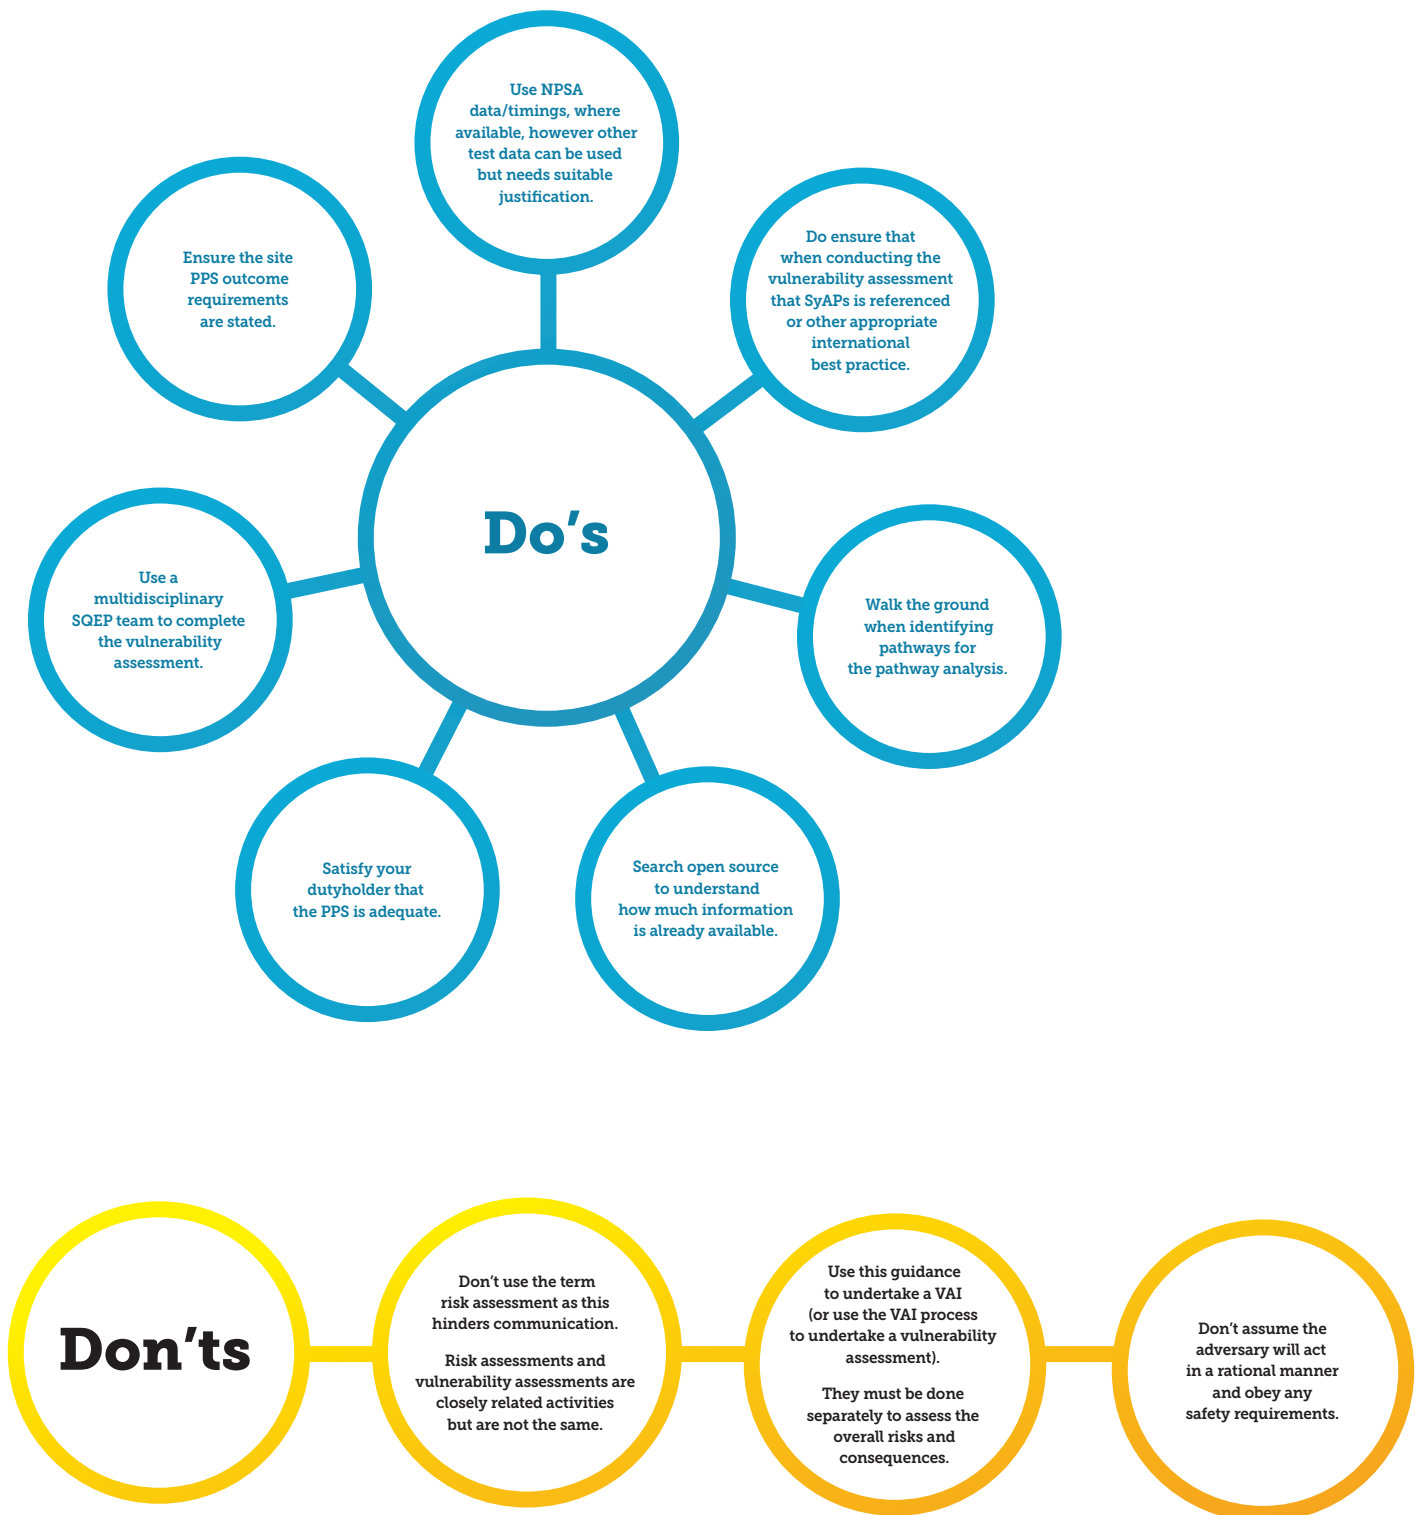 Use NPSA
data/timings, where
available, however other
test data can be used
but needs suitable
justification.
Do ensure that
when conducting the
vulnerability assessment
that SyAPs is referenced
or other appropriate
international
best practice.
Ensure the site
PPS outcome
requirements
are stated.
Do's
Use a
multidisciplinary
SQEP team to complete
the vulnerability
assessment.
Walk the ground
when identifying
pathways for
the pathway analysis.
Satisfy your
dutyholder that
the PPS is adequate.
Search open source
to understand
how much information
is already available.
Don'ts
Don't use the term
risk assessment as this
hinders communication.
Risk assessments and
vulnerability assessments are
closely related activities
but are not the same.
Use this guidance
to undertake a VAI
(or use the VAI process
to undertake a vulnerability
assessment).
They must be done
separately to assess the
overall risks and
consequences.
Don't assume the
adversary will act
in a rational manner
and obey any
safety requirements.